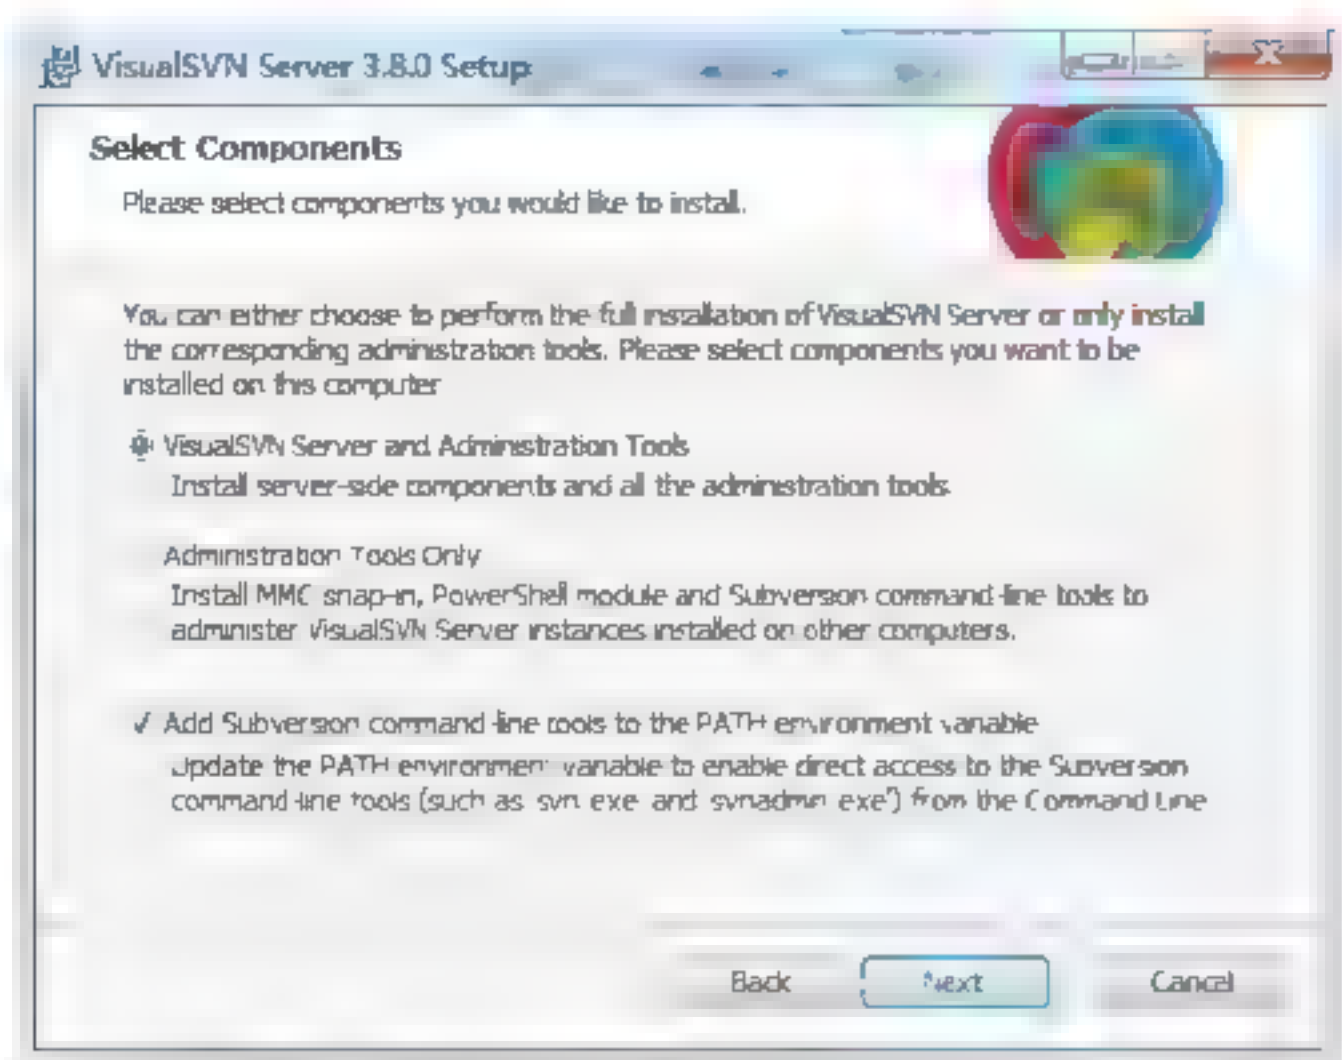 VisualSVN Server 3.8.0 Setup
Select Components
Please select components you would like to install.
You can either choose to perform the full installation of VisualSVN Server or only install
the corresponding administration tools. Please select components you want to be
installed on this computer
VisualSVN Server and Administration Tools
Install server-side components and all the administration tools.
Administration Tools Only
Install MMC snap-in, PowerShell module and Subversion command-line tools to
administer VisualSVN Server instances installed on other computers.
Add Subversion command-line tools to the PATH environment variable
Update the PATH environment variable to enable direct access to the Subversion
command-line tools (such as 'svn.exe' and 'svnadmin.exe') from the Command Line
Back
Next
Cancel